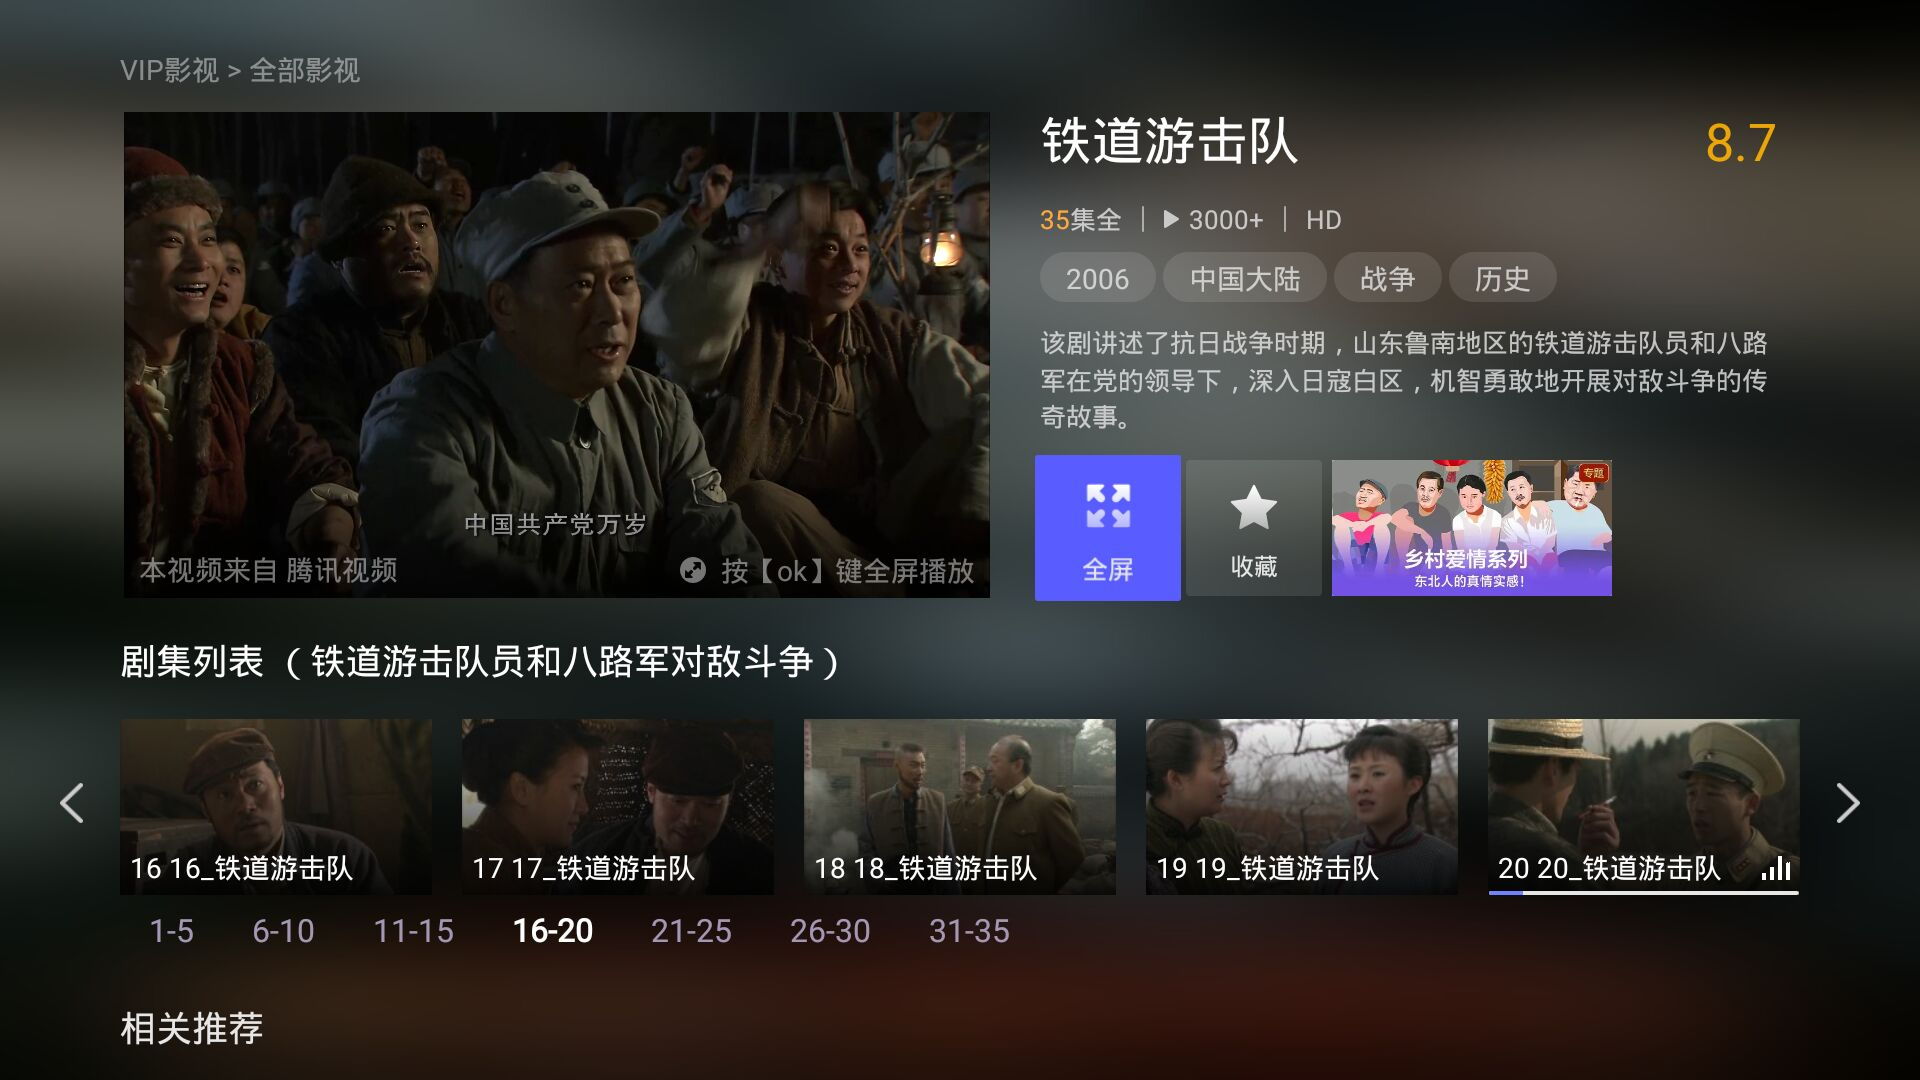 VIP影视 > 全部影视
铁道游击队
8.7
35集全 | 3000+ | HD
2006 中国大陆 战争 历史
该剧讲述了抗日战争时期，山东鲁南地区的铁道游击队员和八路
军在党的领导下，深入日寇白区，机智勇敢地开展对敌斗争的传
奇故事。
中国共产党万岁
本视频来自 腾讯视频
按【ok】键全屏播放
全屏
收藏
专题
乡村爱情系列
东北人的真情实感!
剧集列表 （铁道游击队员和八路军对敌斗争）
16 16_铁道游击队
17 17_铁道游击队
18 18_铁道游击队
19 19_铁道游击队
20 20_铁道游击队
1-5 6-10 11-15 16-20 21-25 26-30 31-35
相关推荐